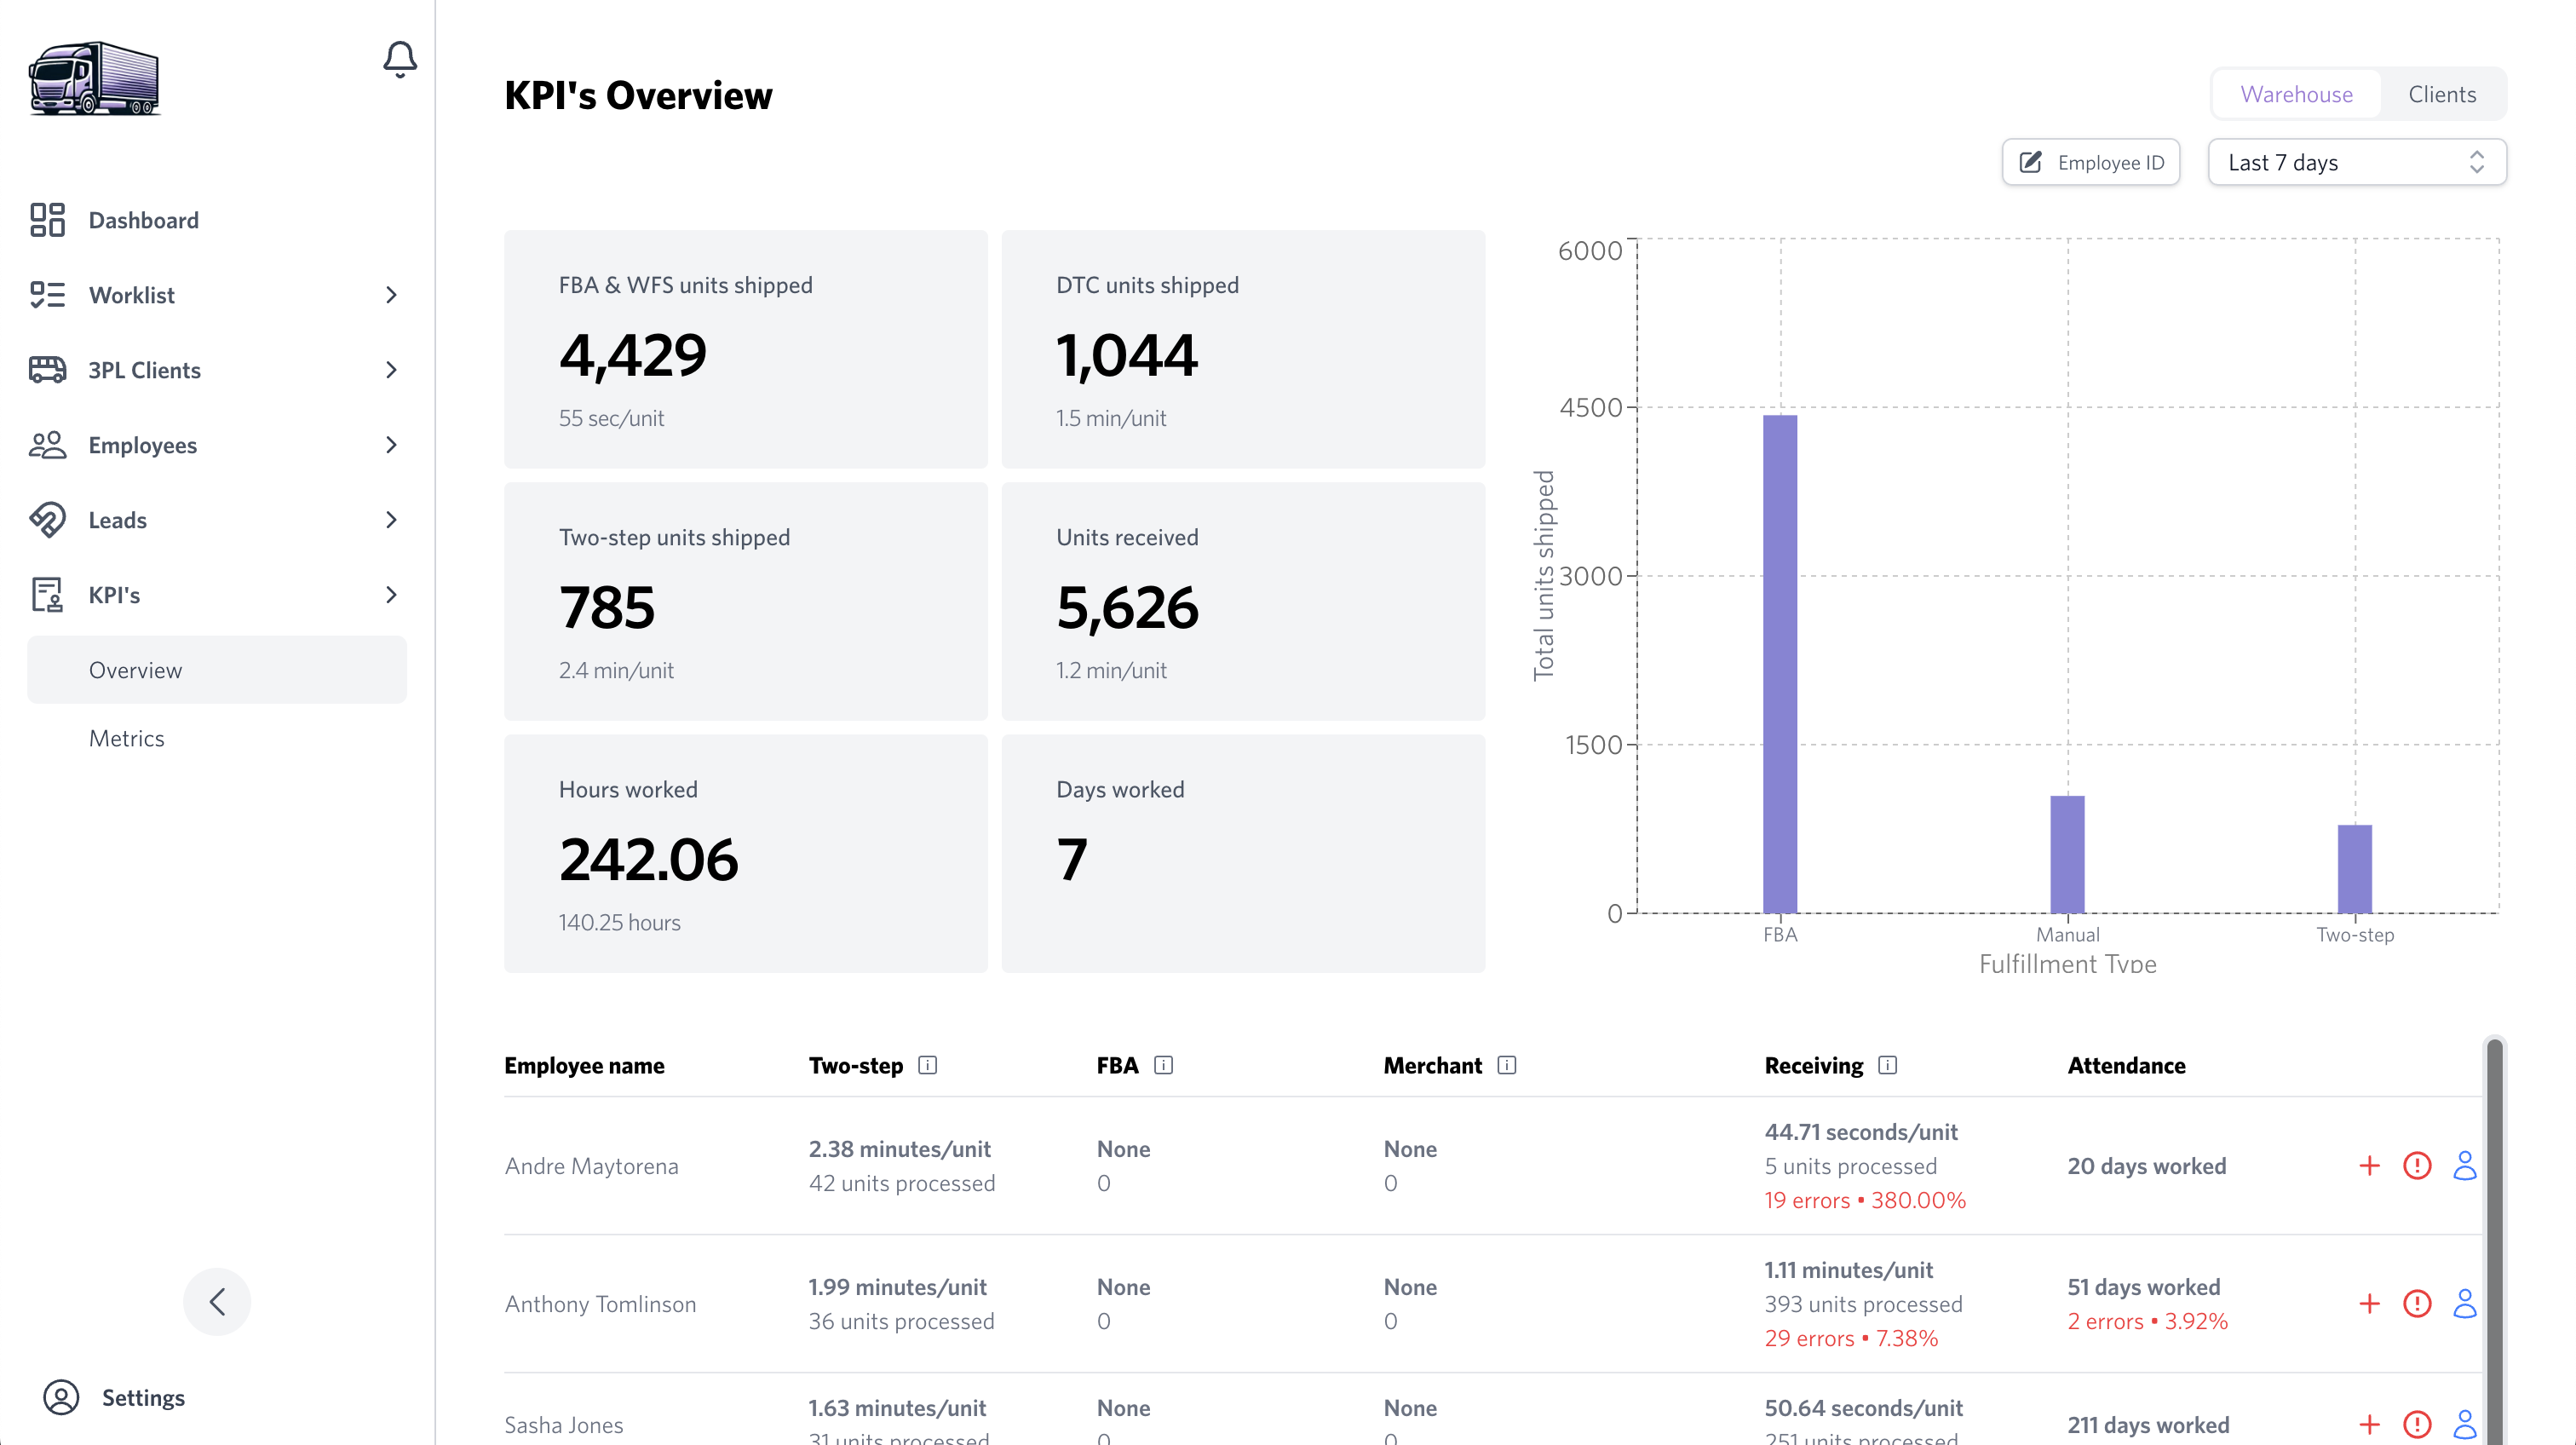 KPI's Overview
Warehouse
Clients
Employee ID
Last 7 days
Dashboard
Worklist
3PL Clients
Employees
Leads
KPI's
Overview
Metrics
Settings
FBA & WFS units shipped
4,429
55 sec/unit
DTC units shipped
1,044
1.5 min/unit
Two-step units shipped
785
2.4 min/unit
Units received
5,626
1.2 min/unit
Hours worked
242.06
140.25 hours
Days worked
7
Total units shipped
6000
4500
3000
1500
0
FBA
Manual
Two-step
Fulfillment Type
Employee name
Two-step
FBA
Merchant
Receiving
Attendance
Andre Maytorena
2.38 minutes/unit
42 units processed
None
0
None
0
44.71 seconds/unit
5 units processed
19 errors • 380.00%
20 days worked
Anthony Tomlinson
1.99 minutes/unit
36 units processed
None
0
None
0
1.11 minutes/unit
393 units processed
29 errors • 7.38%
51 days worked
2 errors • 3.92%
Sasha Jones
1.63 minutes/unit
31 units processed
None
0
None
0
50.64 seconds/unit
251 units processed
211 days worked